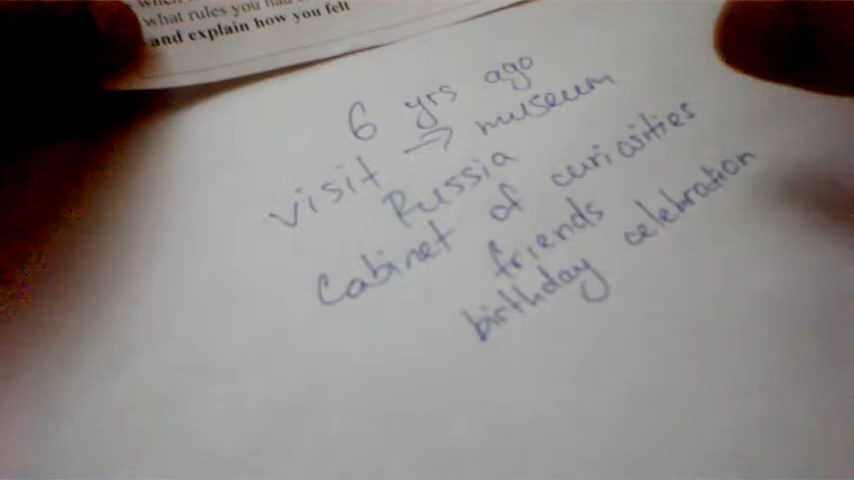 what rules you had
and explain how you felt
6 yrs ago
visit → museum
Russia
Cabinet of curiosities
friends
birthday celebration